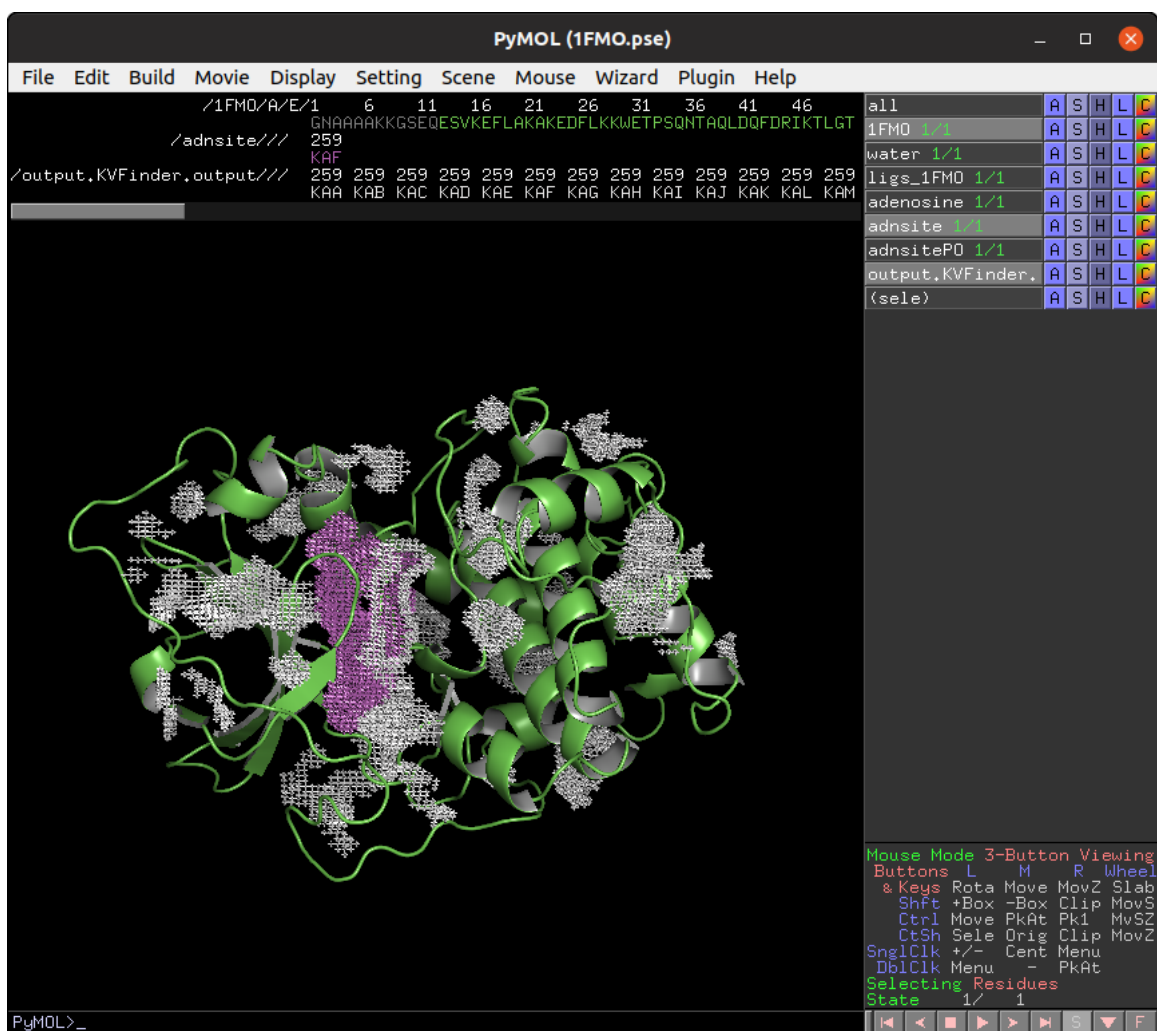 PyMOL (1FMO.pse)
File Edit Build Movie Display Setting Scene Mouse Wizard Plugin Help
/1FMO/A/E/1 6 11 16 21 26 31 36 41 46
GNAAAAKKGSEQESVKEFLAKAKEDFLKKWETPSQNTAQLDQFDRIKTLGT
/adnsite/// 259
KAF
/output.KVFinder.output/// 259 259 259 259 259 259 259 259 259 259 259 259 259
KAA KAB KAC KAD KAE KAF KAG KAH KAI KAJ KAK KAL KAM
all A S H L C
1FMO 1/1 A S H L C
water 1/1 A S H L C
ligs_1FMO 1/1 A S H L C
adenosine 1/1 A S H L C
adnsite 1/1 A S H L C
adnsitePO 1/1 A S H L C
output.KVFinder. A S H L C
(sele) A S H L C
Mouse Mode 3-Button Viewing
Buttons L M R Wheel
& Keys Rota Move MovZ Slab
Shft +Box -Box Clip MovS
Ctrl Move PkAt Pk1 MvSZ
CtSh Sele Orig Clip MovZ
SnglClk +/- Cent Menu
DblClk Menu - PkAt
Selecting Residues
State 1/ 1
PyMOL>_
S F